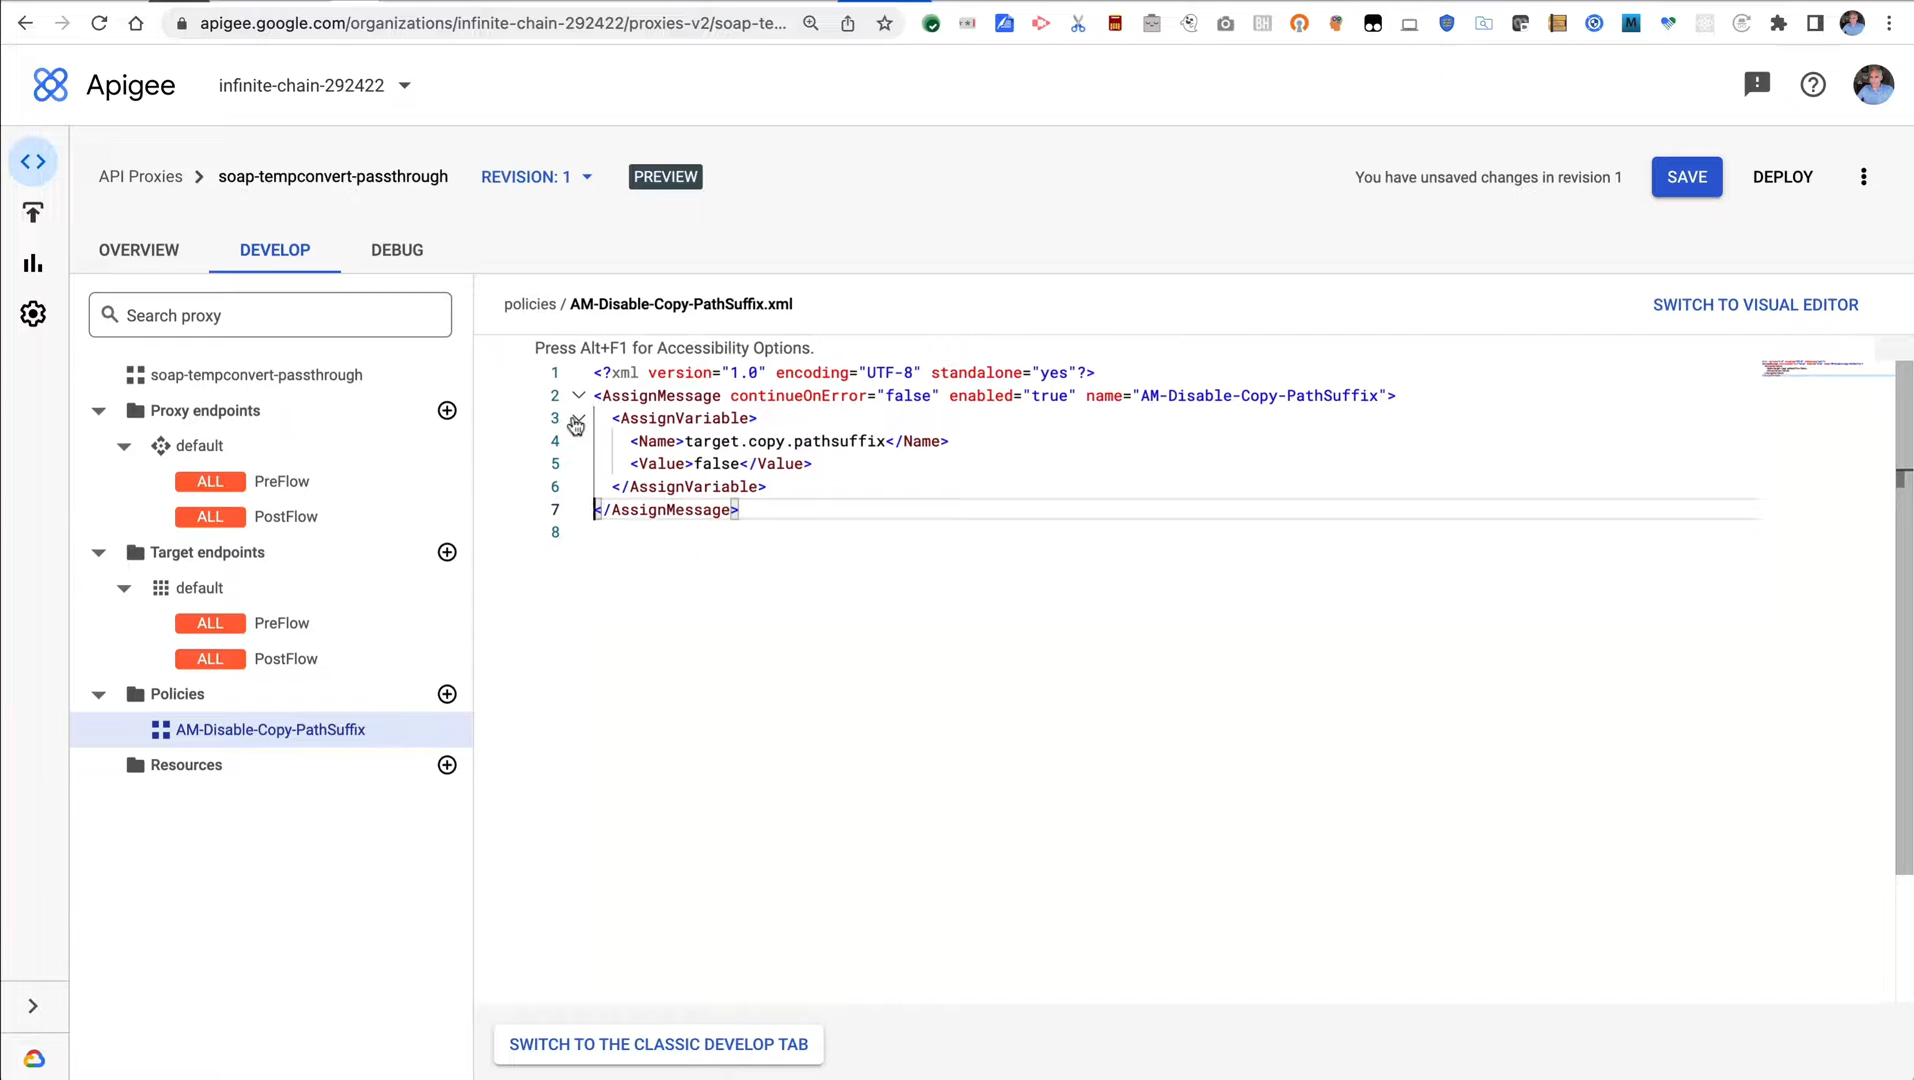 apigee.google.com/organizations/infinite-chain-292422/proxies-v2/soap-te...
Apigee
infinite-chain-292422
API Proxies
soap-tempconvert-passthrough
REVISION: 1
PREVIEW
You have unsaved changes in revision 1
SAVE
DEPLOY
OVERVIEW
DEVELOP
DEBUG
Search proxy
soap-tempconvert-passthrough
Proxy endpoints
default
ALL PreFlow
ALL PostFlow
Target endpoints
default
ALL PreFlow
ALL PostFlow
Policies
AM-Disable-Copy-PathSuffix
Resources
policies / AM-Disable-Copy-PathSuffix.xml
SWITCH TO VISUAL EDITOR
Press Alt+F1 for Accessibility Options.
1 <?xml version="1.0" encoding="UTF-8" standalone="yes"?>
2 <AssignMessage continueOnError="false" enabled="true" name="AM-Disable-Copy-PathSuffix">
3 <AssignVariable>
4 <Name>target.copy.pathsuffix</Name>
5 <Value>false</Value>
6 </AssignVariable>
7 </AssignMessage>
8
SWITCH TO THE CLASSIC DEVELOP TAB